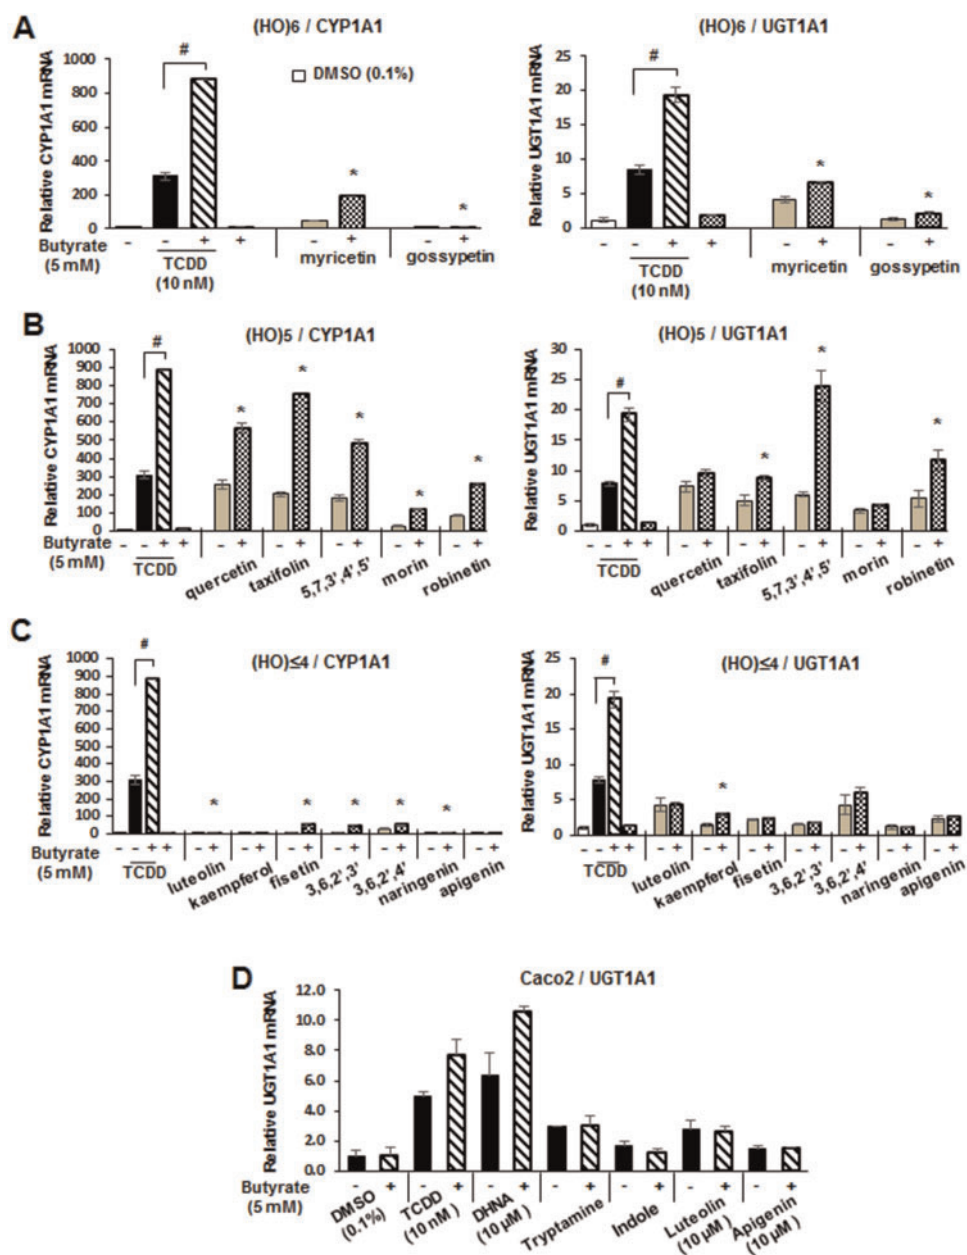 A
(HO)6 / CYP1A1
Relative CYP1A1 mRNA
1000
800
600
400
200
0
#
DMSO (0.1%)
*
*
Butyrate
(5 mM)
- - + + - + - +
TCDD
(10 nM)
myricetin
gossypetin
(HO)6 / UGT1A1
Relative UGT1A1 mRNA
25
20
15
10
5
0
#
*
*
- - + + - + - +
TCDD
(10 nM)
myricetin
gossypetin
B
(HO)5 / CYP1A1
Relative CYP1A1 mRNA
1000
900
800
700
600
500
400
300
200
100
0
#
* * * * *
Butyrate
(5 mM)
- - + + - + - + - + - + - +
TCDD
quercetin
taxifolin
5,7,3',4',5'
morin
robinetin
(HO)5 / UGT1A1
Relative UGT1A1 mRNA
30
25
20
15
10
5
0
#
* * *
- - + + - + - + - + - + - +
TCDD
quercetin
taxifolin
5,7,3',4',5'
morin
robinetin
C
(HO)≤4 / CYP1A1
Relative CYP1A1 mRNA
1000
900
800
700
600
500
400
300
200
100
0
#
* * * * *
Butyrate
(5 mM)
- - + + - + - + - + - + - + - + - +
TCDD
luteolin
kaempferol
fisetin
3,6,2',3'
3,6,2',4'
naringenin
apigenin
(HO)≤4 / UGT1A1
Relative UGT1A1 mRNA
25
20
15
10
5
0
#
*
- - + + - + - + - + - + - + - + - +
TCDD
luteolin
kaempferol
fisetin
3,6,2',3'
3,6,2',4'
naringenin
apigenin
D
Caco2 / UGT1A1
Relative UGT1A1 mRNA
12.0
10.0
8.0
6.0
4.0
2.0
0.0
Butyrate
(5 mM)
- + - + - + - + - + - + - +
DMSO
(0.1%)
TCDD
(10 nM)
DHNA
(10 µM)
Tryptamine
Indole
Luteolin
(10 µM)
Apigenin
(10 µM)